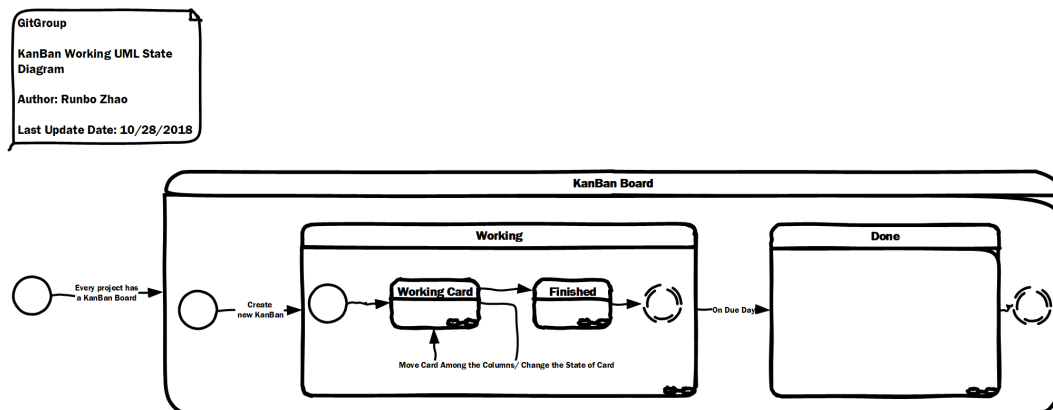 GitGroup
KanBan Working UML State
Diagram
Author: Runbo Zhao
Last Update Date: 10/28/2018
KanBan Board
Working
Done
Every project has
a KanBan Board
Create
new KanBan
Working Card
Finished
On Due Day
Move Card Among the Columns/ Change the State of Card